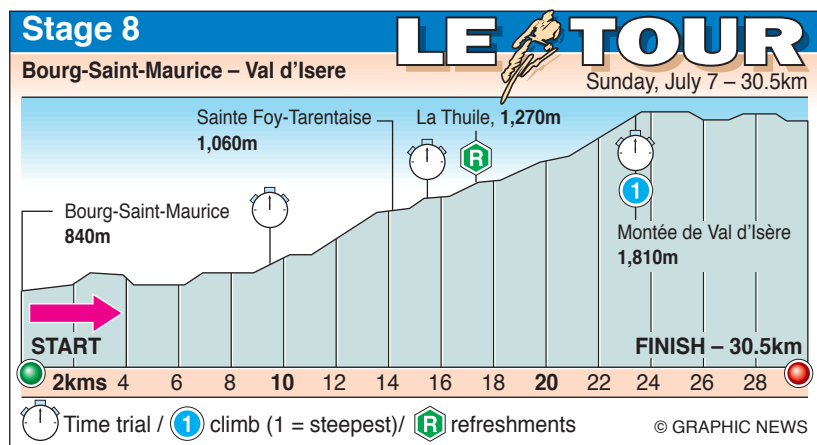 Stage 8
LE TOUR
Bourg-Saint-Maurice – Val d'Isere
Sunday, July 7 – 30.5km
Sainte Foy-Tarentaise
1,060m
La Thuile, 1,270m
R
Bourg-Saint-Maurice
840m
1
Montée de Val d'Isère
1,810m
START
FINISH – 30.5km
2kms 4 6 8 10 12 14 16 18 20 22 24 26 28
Time trial / 1 climb (1 = steepest)/ R refreshments
© GRAPHIC NEWS